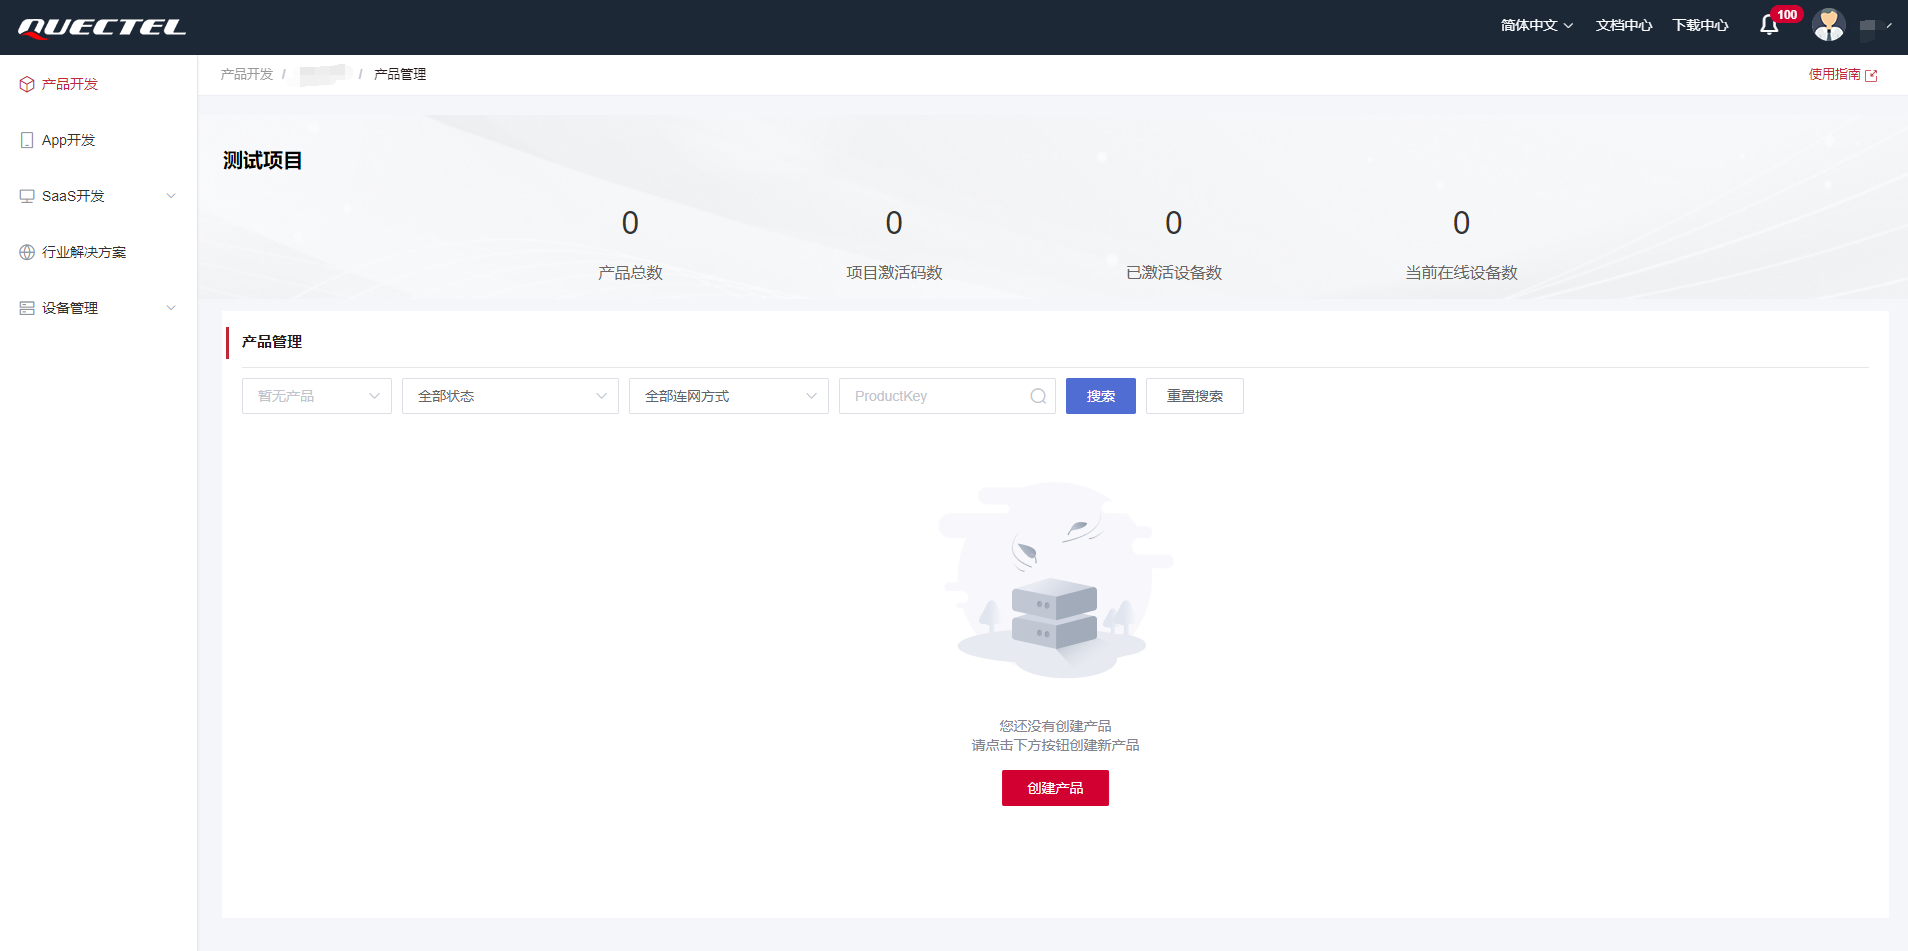 QUECTEL
简体中文 文档中心 下载中心 100
产品开发
App开发
SaaS开发
行业解决方案
设备管理
产品开发 / / 产品管理
使用指南
测试项目
0 0 0 0
产品总数 项目激活码数 已激活设备数 当前在线设备数
产品管理
暂无产品 全部状态 全部连网方式 ProductKey 搜索 重置搜索
您还没有创建产品
请点击下方按钮创建新产品
创建产品